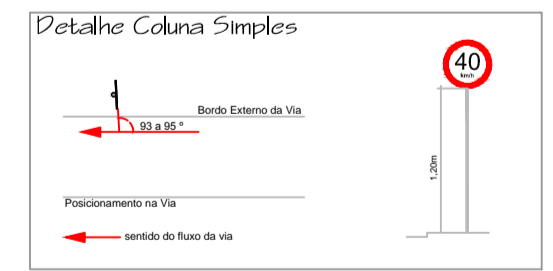 Detalhe Coluna Simples
40
km/h
Bordo Externo da Via
93 a 95 º
1,20m
Posicionamento na Via
sentido do fluxo da via